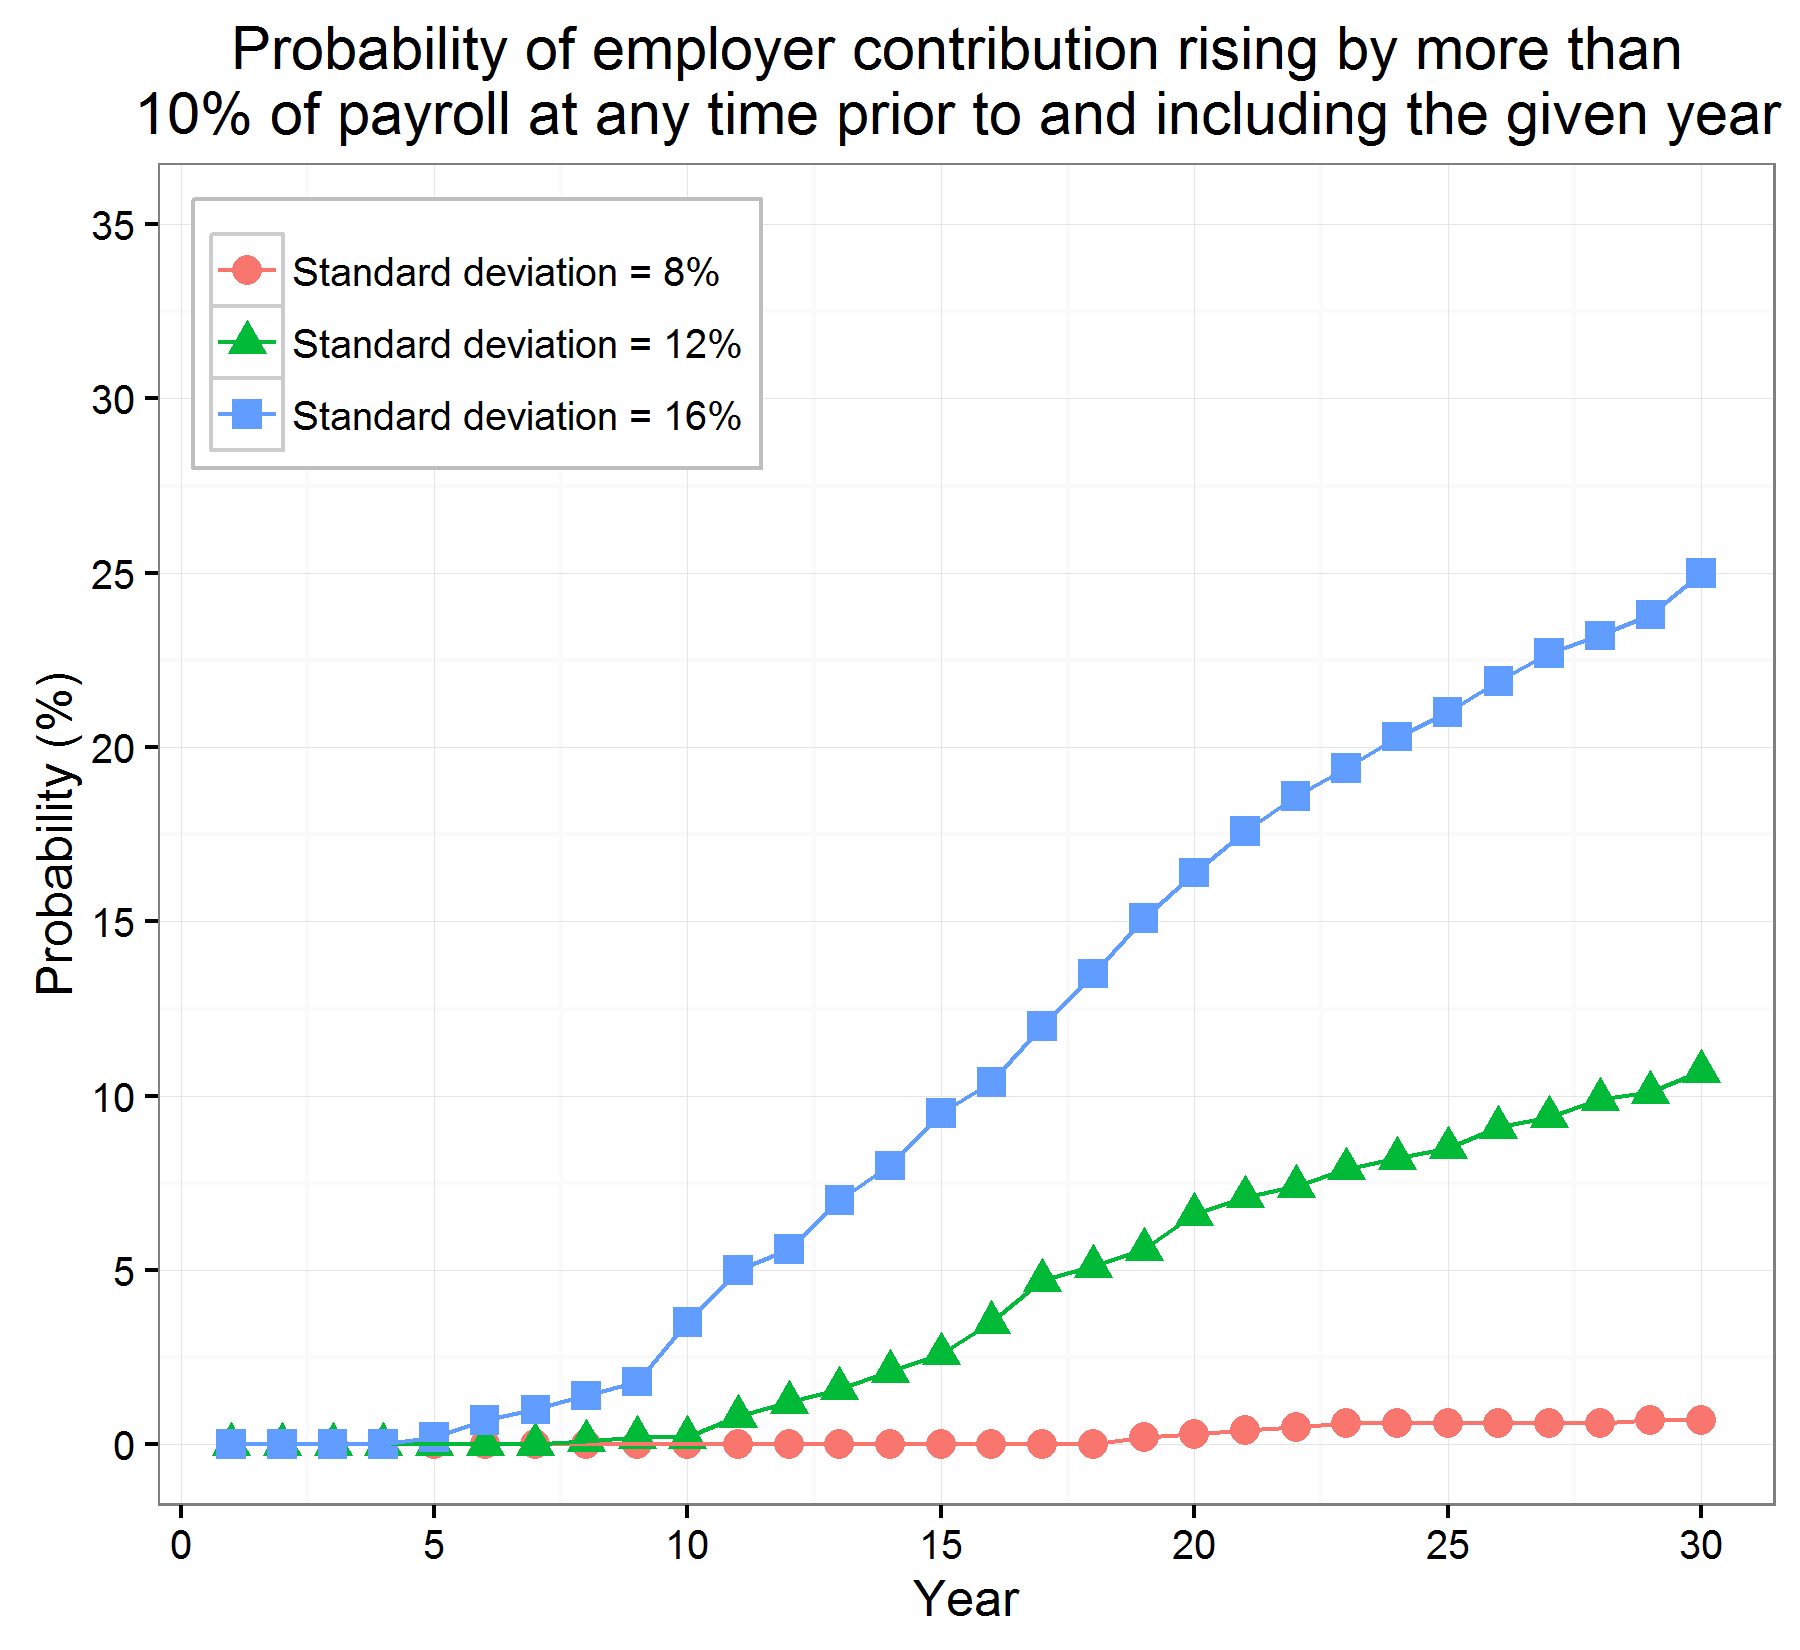 Probability of employer contribution rising by more than
10% of payroll at any time prior to and including the given year
Standard deviation = 8%
Standard deviation = 12%
Standard deviation = 16%
Probability (%)
35
30
25
20
15
10
5
0
0 5 10 15 20 25 30
Year